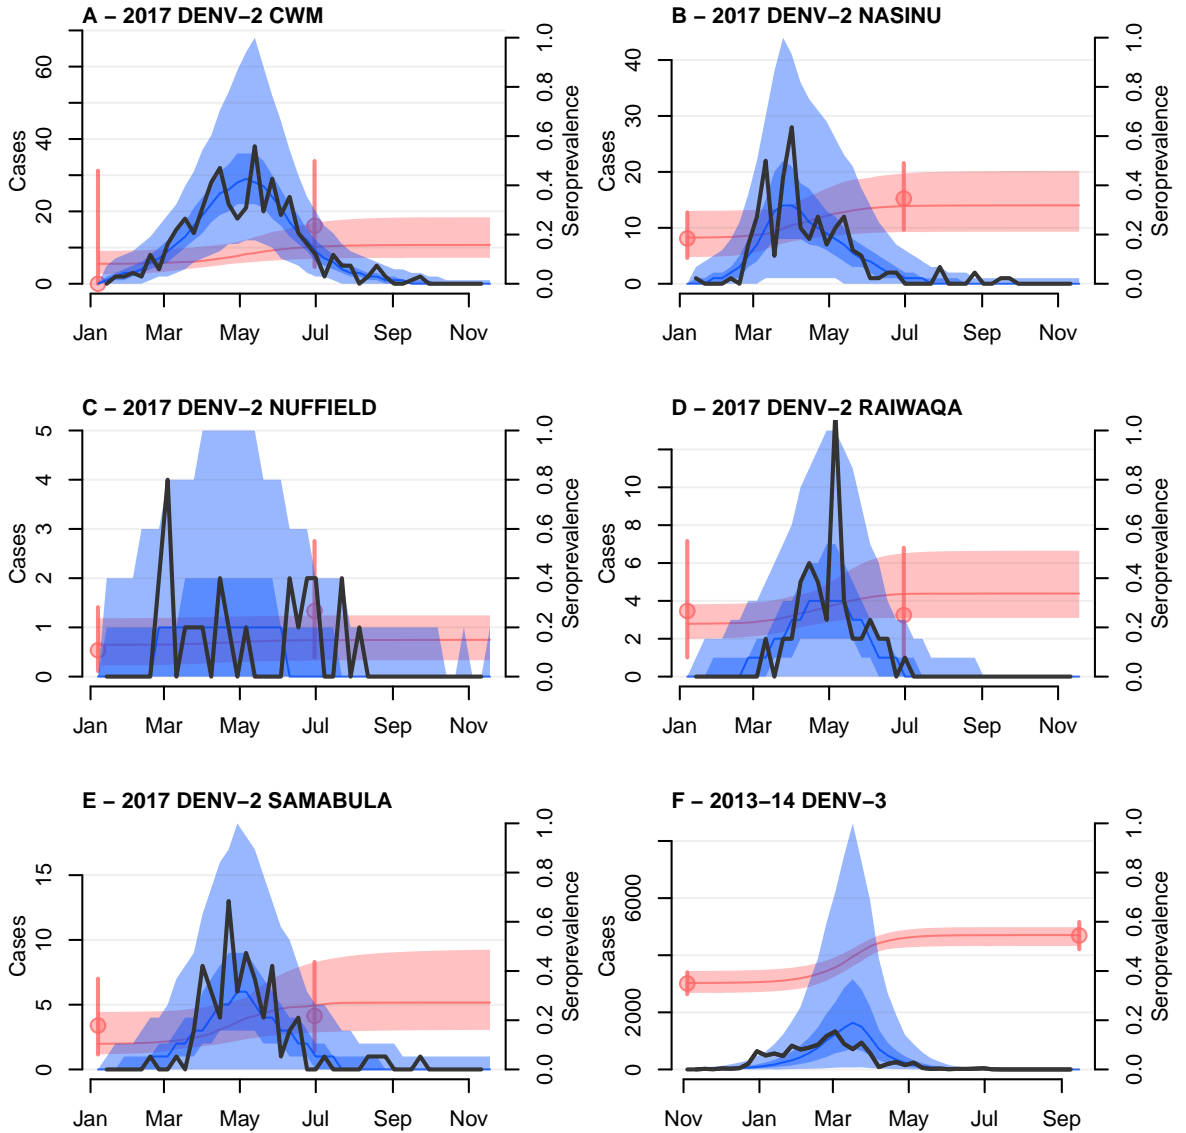 A – 2017 DENV–2 CWM
Cases
0 20 40 60
Jan Mar May Jul Sep Nov
0.0 0.2 0.4 0.6 0.8 1.0
Seroprevalence
B – 2017 DENV–2 NASINU
Cases
0 10 20 30 40
Jan Mar May Jul Sep Nov
0.0 0.2 0.4 0.6 0.8 1.0
Seroprevalence
C – 2017 DENV–2 NUFFIELD
Cases
0 1 2 3 4 5
Jan Mar May Jul Sep Nov
0.0 0.2 0.4 0.6 0.8 1.0
Seroprevalence
D – 2017 DENV–2 RAIWAQA
Cases
0 2 4 6 8 10
Jan Mar May Jul Sep Nov
0.0 0.2 0.4 0.6 0.8 1.0
Seroprevalence
E – 2017 DENV–2 SAMABULA
Cases
0 5 10 15
Jan Mar May Jul Sep Nov
0.0 0.2 0.4 0.6 0.8 1.0
Seroprevalence
F – 2013–14 DENV–3
Cases
0 2000 6000
Nov Jan Mar May Jul Sep
0.0 0.2 0.4 0.6 0.8 1.0
Seroprevalence